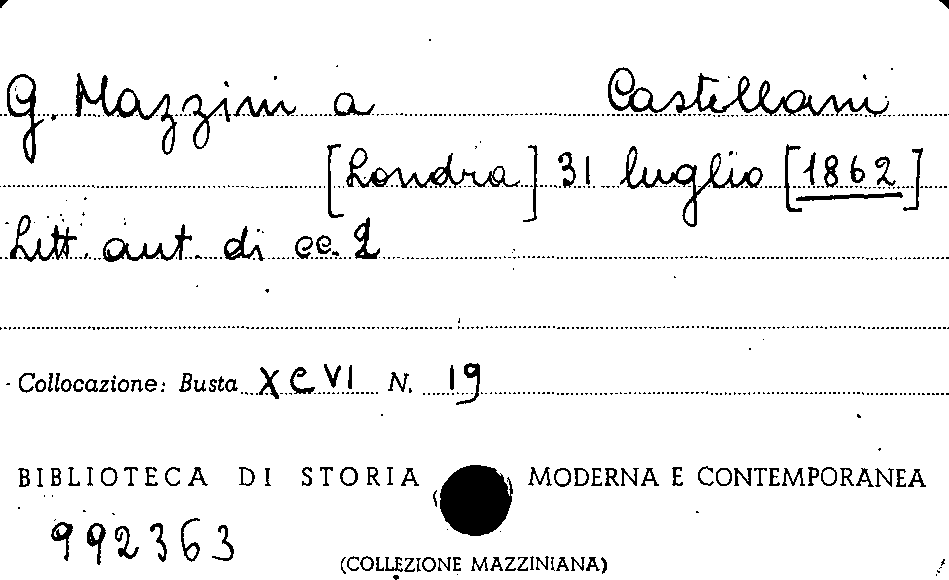 G. Mazzini a Castellani
[Londra] 31 luglio [1862]
Lett. aut. di cc. 2
Collocazione: Busta XCVI N. 19
BIBLIOTECA DI STORIA MODERNA E CONTEMPORANEA
992363
(COLLEZIONE MAZZINIANA)